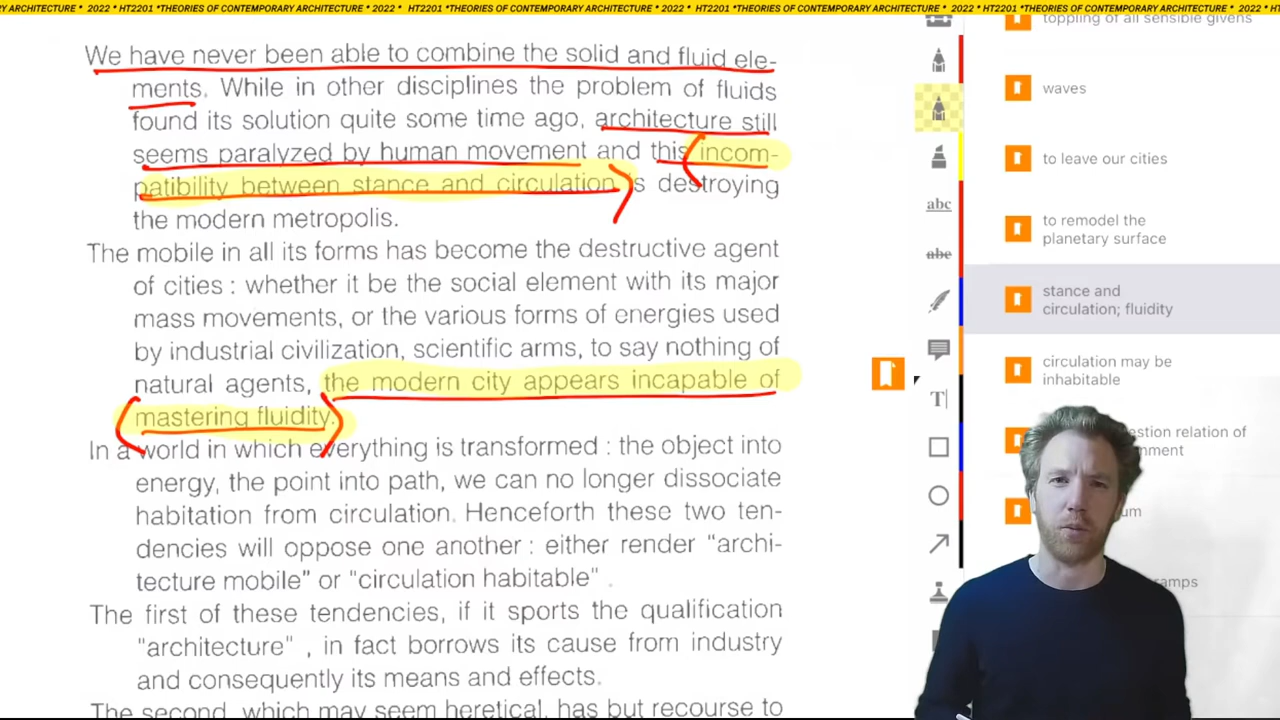 RY ARCHITECTURE * 2022 * HT2201 *THEORIES OF CONTEMPORARY ARCHITECTURE * 2022 * HT2201 *THEORIES OF CONTEMPORARY ARCHITECTURE * 2022 * HT2201 *THEORIES OF CONTEMPORARY ARCHITECTURE * 2022 *
We have never been able to combine the solid and fluid ele-
ments. While in other disciplines the problem of fluids
found its solution quite some time ago, architecture still
seems paralyzed by human movement and this incom-
patibility between stance and circulation is destroying
the modern metropolis.
The mobile in all its forms has become the destructive agent
of cities : whether it be the social element with its major
mass movements, or the various forms of energies used
by industrial civilization, scientific arms, to say nothing of
natural agents, the modern city appears incapable of
mastering fluidity.
In a world in which everything is transformed : the object into
energy, the point into path, we can no longer dissociate
habitation from circulation. Henceforth these two ten-
dencies will oppose one another : either render "archi-
tecture mobile" or "circulation habitable" .
The first of these tendencies, if it sports the qualification
"architecture" , in fact borrows its cause from industry
and consequently its means and effects.
The second, which may seem heretical, has but recourse to
abc
abc
T
toppling of all sensible givens
waves
to leave our cities
to remodel the
planetary surface
stance and
circulation; fluidity
circulation may be
inhabitable
estion relation of
nment
um
ramps